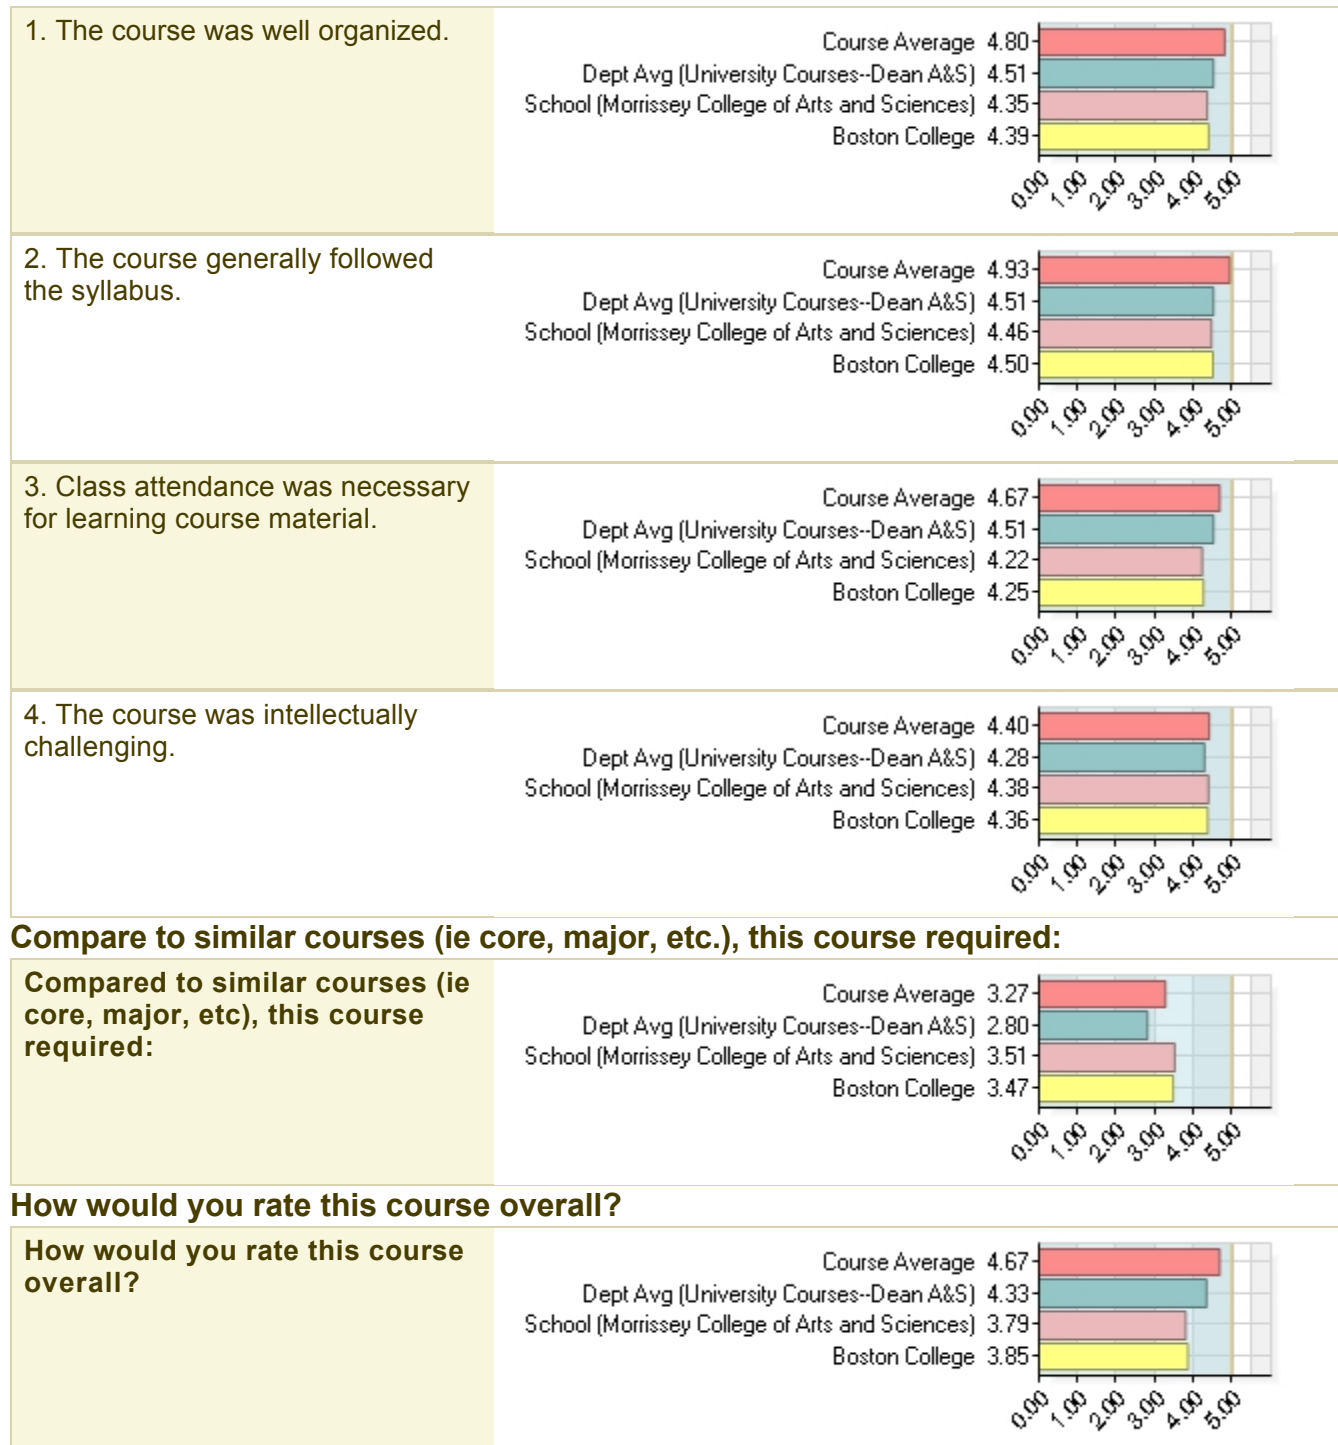 1. The course was well organized.
Course Average 4.80
Dept Avg (University Courses--Dean A&S) 4.51
School (Morrissey College of Arts and Sciences) 4.35
Boston College 4.39
0.00 1.00 2.00 3.00 4.00 5.00
2. The course generally followed
the syllabus.
Course Average 4.93
Dept Avg (University Courses--Dean A&S) 4.51
School (Morrissey College of Arts and Sciences) 4.46
Boston College 4.50
0.00 1.00 2.00 3.00 4.00 5.00
3. Class attendance was necessary
for learning course material.
Course Average 4.67
Dept Avg (University Courses--Dean A&S) 4.51
School (Morrissey College of Arts and Sciences) 4.22
Boston College 4.25
0.00 1.00 2.00 3.00 4.00 5.00
4. The course was intellectually
challenging.
Course Average 4.40
Dept Avg (University Courses--Dean A&S) 4.28
School (Morrissey College of Arts and Sciences) 4.38
Boston College 4.36
0.00 1.00 2.00 3.00 4.00 5.00
Compare to similar courses (ie core, major, etc.), this course required:
Compared to similar courses (ie
core, major, etc), this course
required:
Course Average 3.27
Dept Avg (University Courses--Dean A&S) 2.80
School (Morrissey College of Arts and Sciences) 3.51
Boston College 3.47
0.00 1.00 2.00 3.00 4.00 5.00
How would you rate this course overall?
How would you rate this course
overall?
Course Average 4.67
Dept Avg (University Courses--Dean A&S) 4.33
School (Morrissey College of Arts and Sciences) 3.79
Boston College 3.85
0.00 1.00 2.00 3.00 4.00 5.00